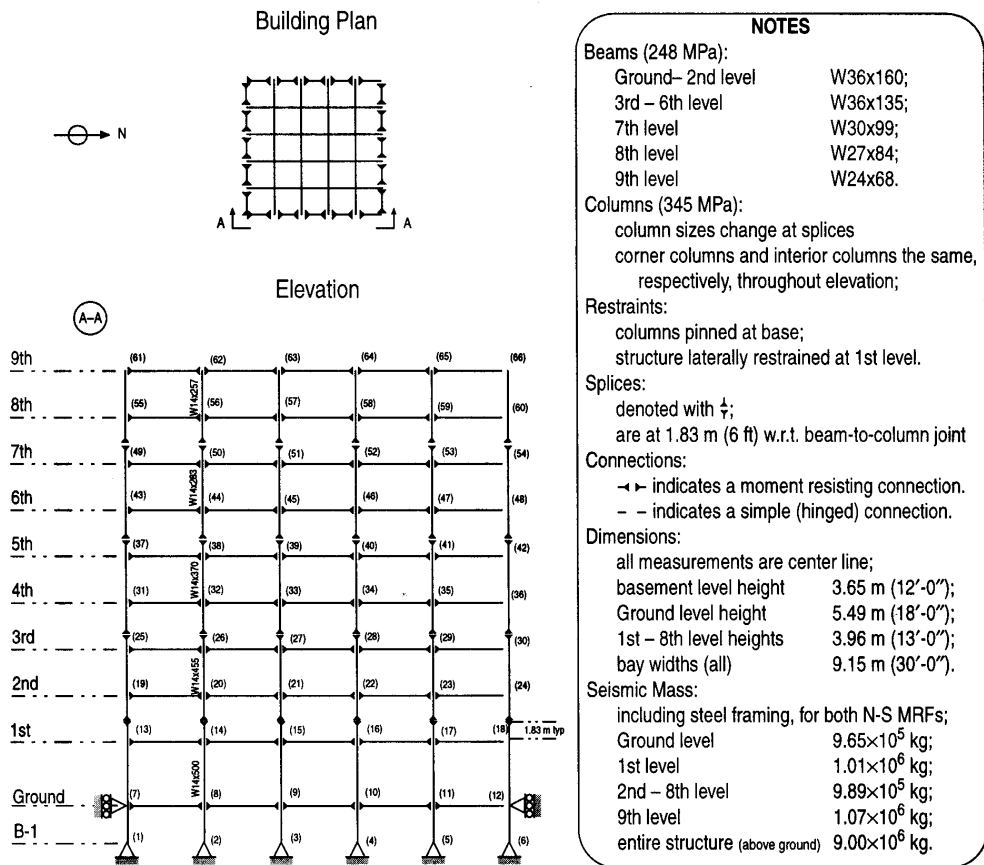 Building Plan
N
A
A
Elevation
A–A
9th
(61) (62) (63) (64) (65) (66)
W14x257
8th
(55) (56) (57) (58) (59) (60)
7th
(49) (50) (51) (52) (53) (54)
W14x283
6th
(43) (44) (45) (46) (47) (48)
5th
(37) (38) (39) (40) (41) (42)
W14x370
4th
(31) (32) (33) (34) (35) (36)
3rd
(25) (26) (27) (28) (29) (30)
W14x455
2nd
(19) (20) (21) (22) (23) (24)
1st
(13) (14) (15) (16) (17) (18) 1.83 m typ
W14x500
Ground
(7) (8) (9) (10) (11) (12)
B-1
(1) (2) (3) (4) (5) (6)
NOTES
Beams (248 MPa):
Ground– 2nd level W36x160;
3rd – 6th level W36x135;
7th level W30x99;
8th level W27x84;
9th level W24x68.
Columns (345 MPa):
column sizes change at splices
corner columns and interior columns the same,
respectively, throughout elevation;
Restraints:
columns pinned at base;
structure laterally restrained at 1st level.
Splices:
denoted with ;
are at 1.83 m (6 ft) w.r.t. beam-to-column joint
Connections:
indicates a moment resisting connection.
– – indicates a simple (hinged) connection.
Dimensions:
all measurements are center line;
basement level height 3.65 m (12′-0″);
Ground level height 5.49 m (18′-0″);
1st – 8th level heights 3.96 m (13′-0″);
bay widths (all) 9.15 m (30′-0″).
Seismic Mass:
including steel framing, for both N-S MRFs;
Ground level 9.65×10⁵ kg;
1st level 1.01×10⁶ kg;
2nd – 8th level 9.89×10⁵ kg;
9th level 1.07×10⁶ kg;
entire structure (above ground) 9.00×10⁶ kg.